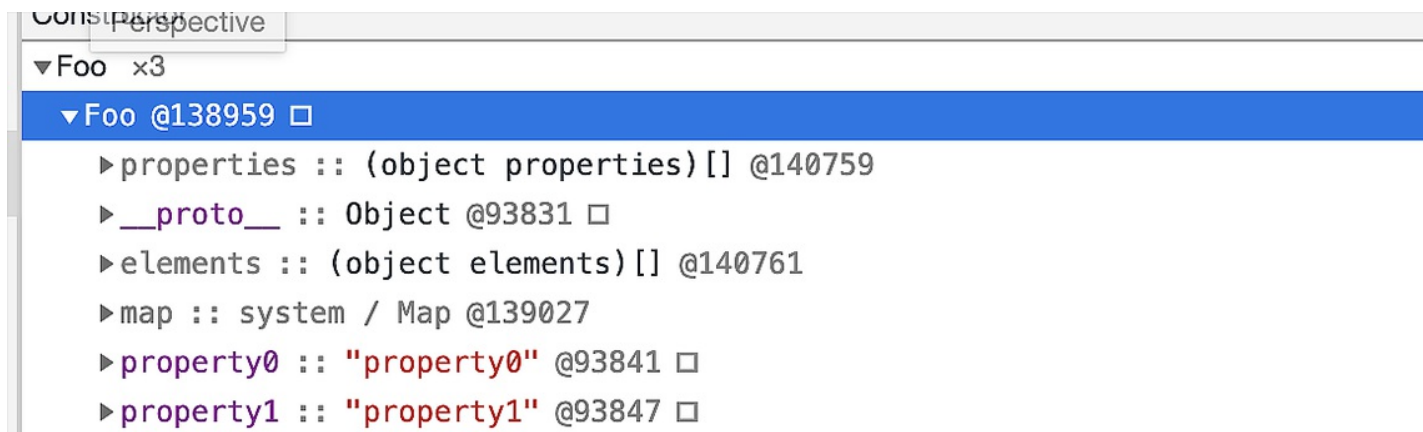 Constructor
Perspective
▼Foo ×3
▼Foo @138959 □
▶properties :: (object properties)[] @140759
▶__proto__ :: Object @93831 □
▶elements :: (object elements)[] @140761
▶map :: system / Map @139027
▶property0 :: "property0" @93841 □
▶property1 :: "property1" @93847 □